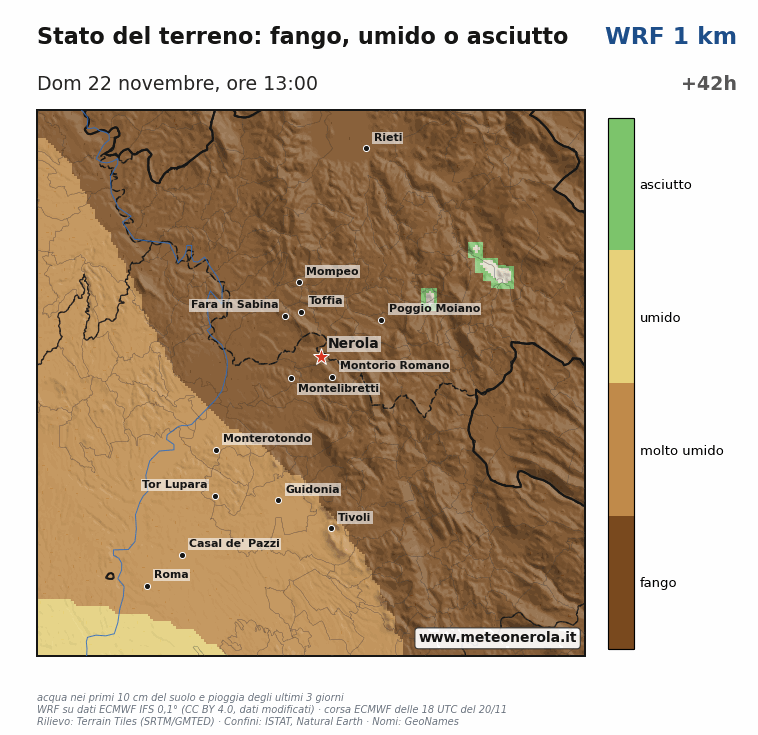 Stato del terreno: fango, umido o asciutto
WRF 1 km
Dom 22 novembre, ore 13:00
+42h
Rieti
asciutto
Mompeo
Toffia
Fara in Sabina
Poggio Moiano
umido
Nerola
Montorio Romano
Montelibretti
Monterotondo
molto umido
Tor Lupara
Guidonia
Tivoli
Casal de' Pazzi
Roma
fango
www.meteonerola.it
acqua nei primi 10 cm del suolo e pioggia degli ultimi 3 giorni
WRF su dati ECMWF IFS 0,1° (CC BY 4.0, dati modificati) · corsa ECMWF delle 18 UTC del 20/11
Rilievo: Terrain Tiles (SRTM/GMTED) · Confini: ISTAT, Natural Earth · Nomi: GeoNames